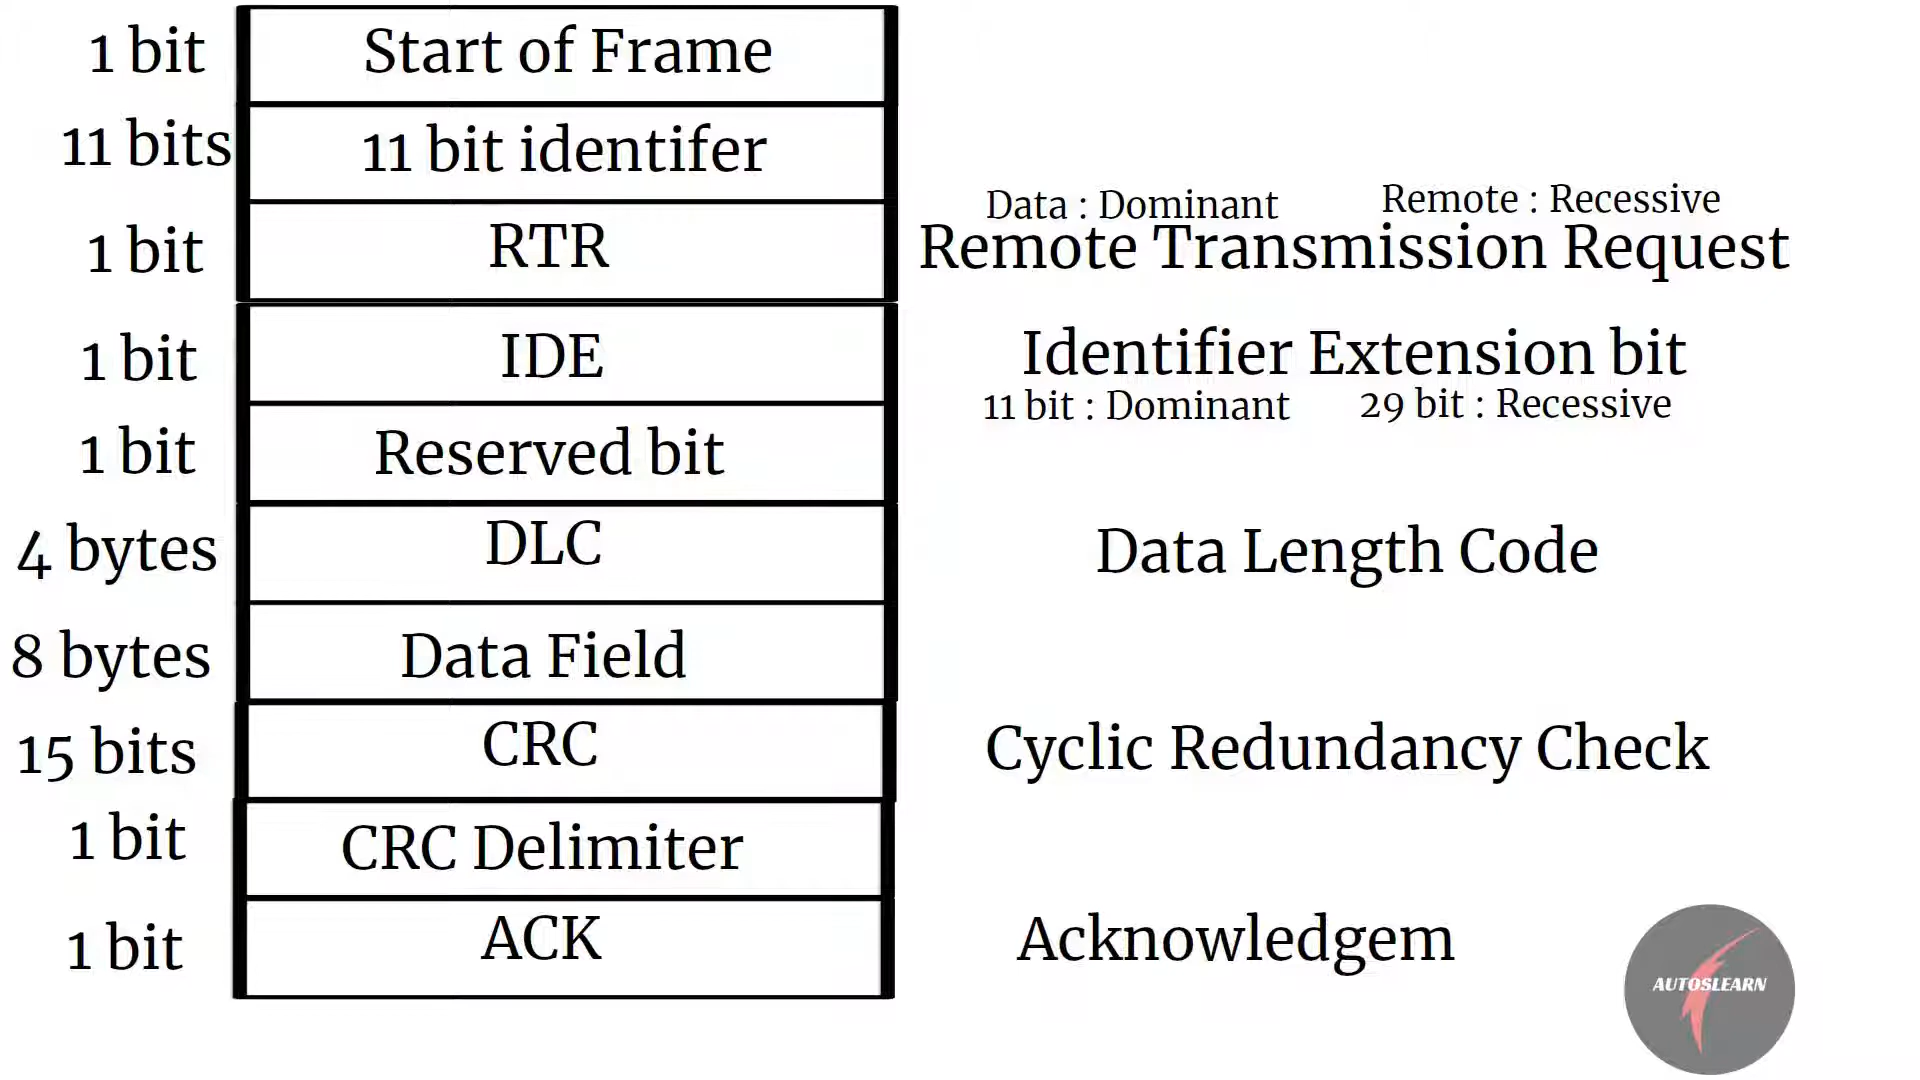 1 bit Start of Frame
11 bits 11 bit identifer
Data : Dominant Remote : Recessive
1 bit RTR Remote Transmission Request
1 bit IDE Identifier Extension bit
11 bit : Dominant 29 bit : Recessive
1 bit Reserved bit
4 bytes DLC Data Length Code
8 bytes Data Field
15 bits CRC Cyclic Redundancy Check
1 bit CRC Delimiter
1 bit ACK Acknowledgem
AUTOSLEARN